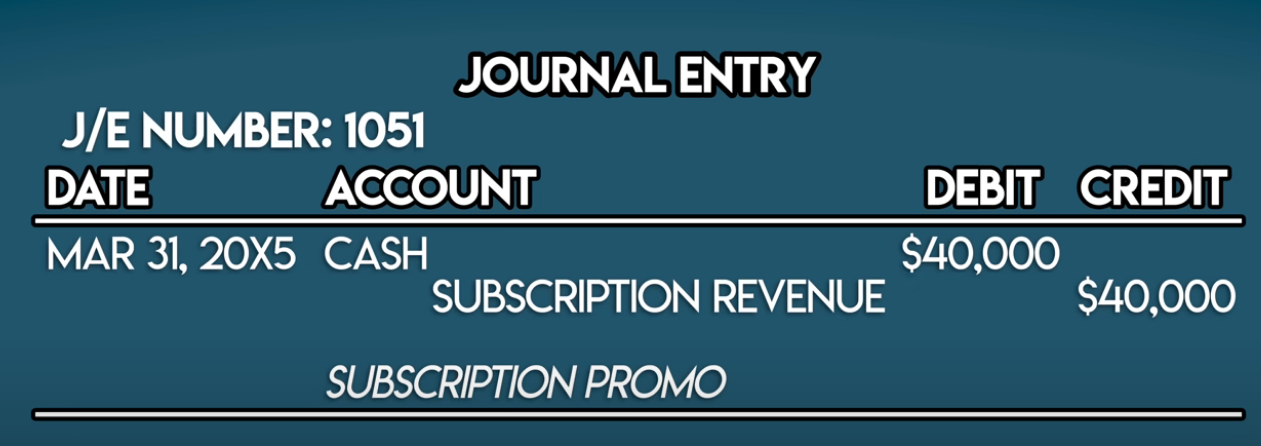 JOURNAL ENTRY
J/E NUMBER: 1051
DATE ACCOUNT DEBIT CREDIT
MAR 31, 20X5 CASH $40,000
SUBSCRIPTION REVENUE $40,000
SUBSCRIPTION PROMO